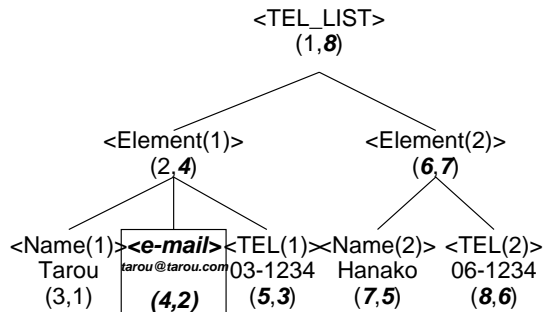 <TEL_LIST>
(1,8)
<Element(1)> <Element(2)>
(2,4) (6,7)
<Name(1)> <e-mail> <TEL(1)> <Name(2)> <TEL(2)>
Tarou tarou@tarou.com 03-1234 Hanako 06-1234
(3,1) (4,2) (5,3) (7,5) (8,6)